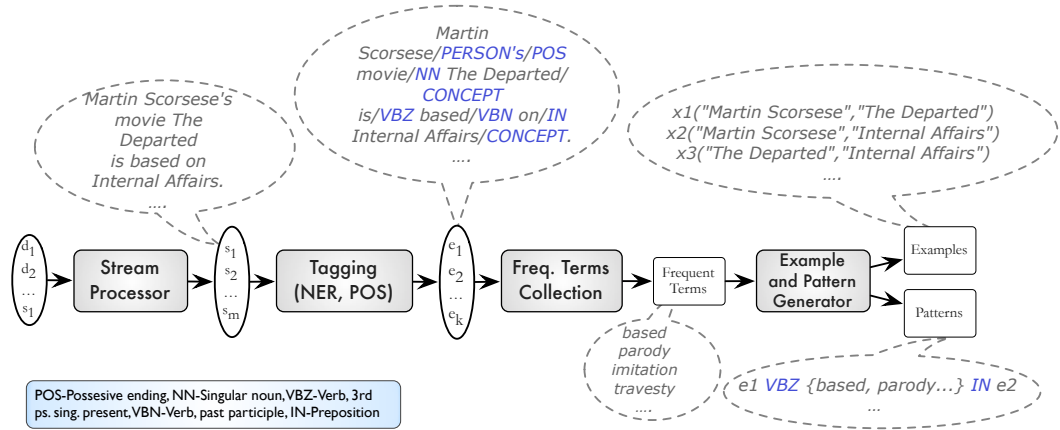 Martin
Scorsese/PERSON's/POS
movie/NN The Departed/
CONCEPT
is/VBZ based/VBN on/IN
Internal Affairs/CONCEPT.
....
Martin Scorsese's
movie The
Departed
is based on
Internal Affairs.
....
x1("Martin Scorsese","The Departed")
x2("Martin Scorsese","Internal Affairs")
x3("The Departed","Internal Affairs")
....
d1
d2
...
s1
Stream
Processor
s1
s2
...
sm
Tagging
(NER, POS)
e1
e2
...
ek
Freq. Terms
Collection
Frequent
Terms
Example
and Pattern
Generator
Examples
Patterns
based
parody
imitation
travesty
....
e1 VBZ {based, parody...} IN e2
...
POS-Possesive ending, NN-Singular noun, VBZ-Verb, 3rd
ps. sing. present, VBN-Verb, past participle, IN-Preposition